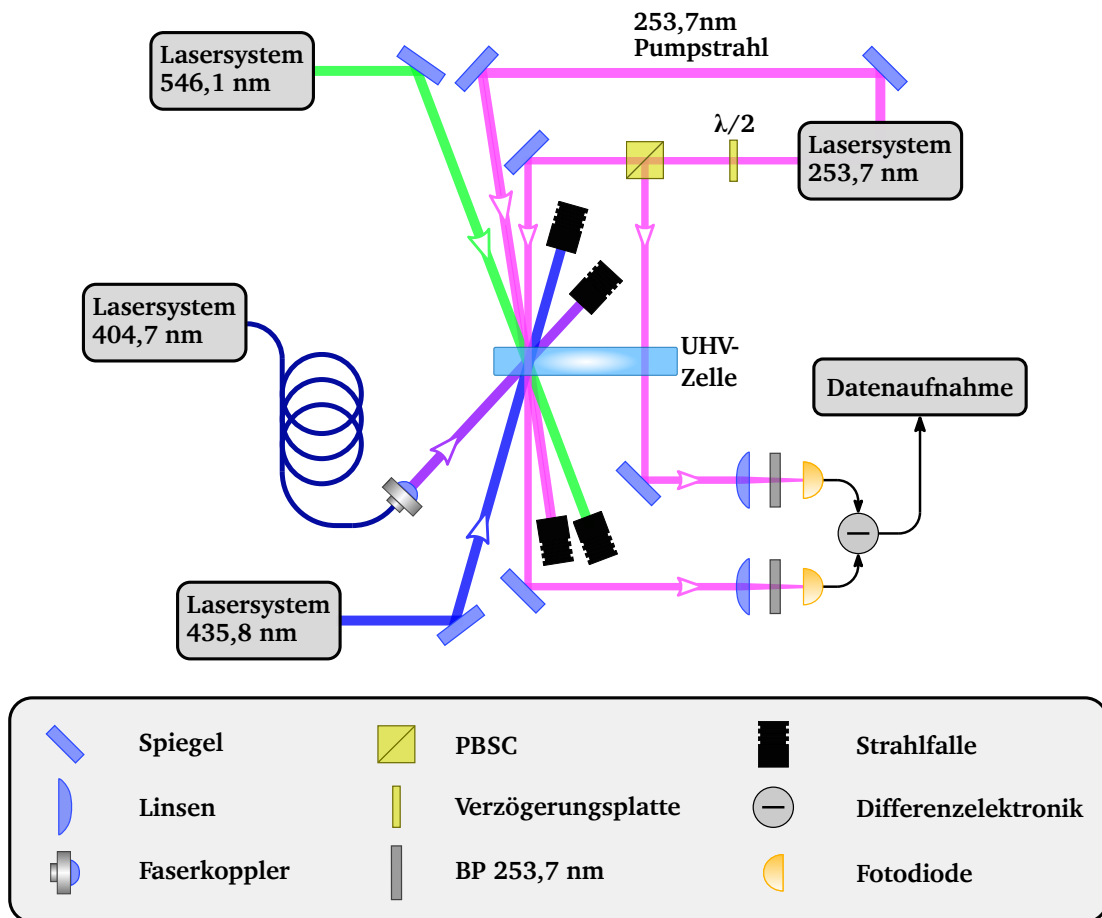 253,7nm
Pumpstrahl
Lasersystem
546,1 nm
λ/2
Lasersystem
253,7 nm
Lasersystem
404,7 nm
UHV-
Zelle
Datenaufnahme
Lasersystem
435,8 nm
Spiegel
PBSC
Strahlfalle
Linsen
Verzögerungsplatte
Differenzelektronik
Faserkoppler
BP 253,7 nm
Fotodiode